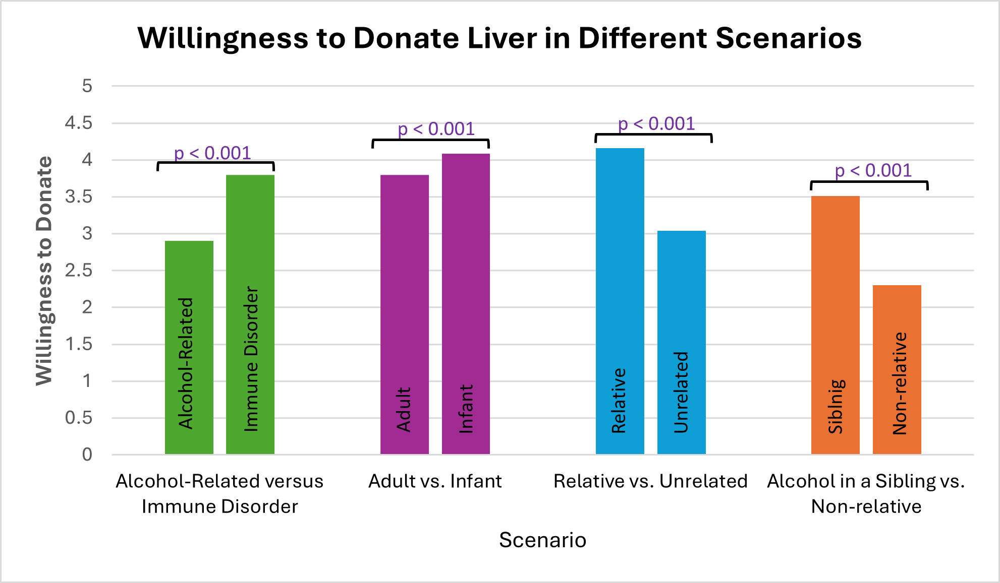 Willingness to Donate Liver in Different Scenarios
Willingness to Donate
5
4.5
4
3.5
3
2.5
2
1.5
1
0.5
0
p < 0.001
p < 0.001
p < 0.001
p < 0.001
Alcohol-Related
Immune Disorder
Adult
Infant
Relative
Unrelated
Siblnig
Non-relative
Alcohol-Related versus
Immune Disorder
Adult vs. Infant
Relative vs. Unrelated
Alcohol in a Sibling vs.
Non-relative
Scenario